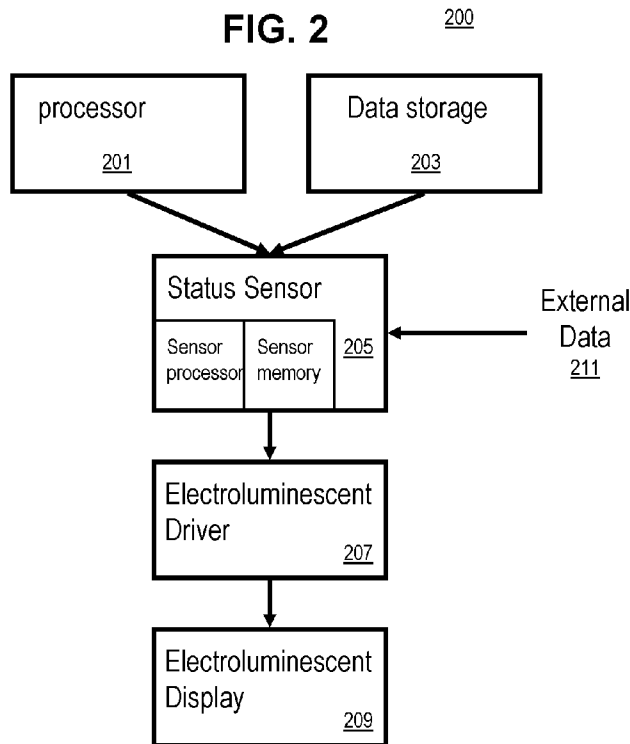 FIG. 2
200
processor
201
Data storage
203
Status Sensor
Sensor
processor
Sensor
memory
205
External
Data
211
Electroluminescent
Driver
207
Electroluminescent
Display
209